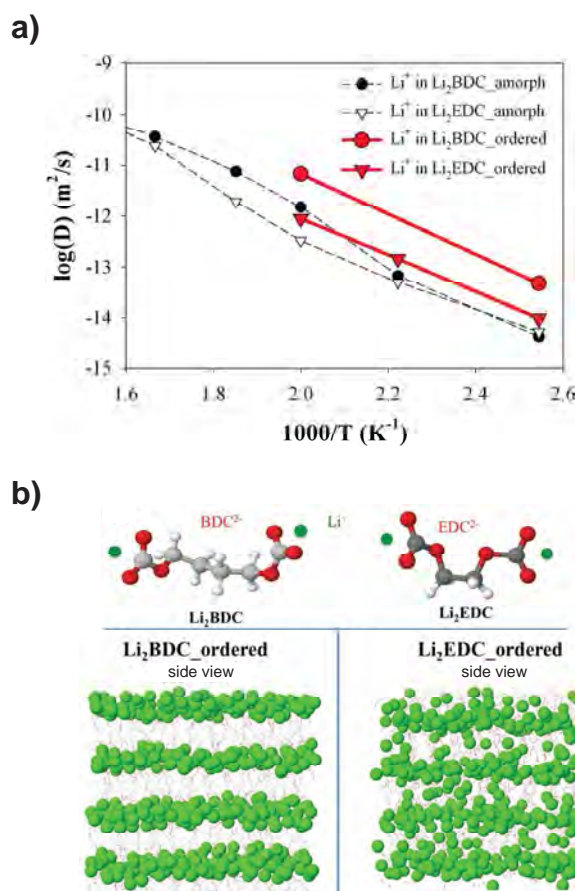 a)
-9
-10
-11
-12
-13
-14
-15
log(D) (m²/s)
Li⁺ in Li₂BDC_amorph
Li⁺ in Li₂EDC_amorph
Li⁺ in Li₂BDC_ordered
Li⁺ in Li₂EDC_ordered
1.6 1.8 2.0 2.2 2.4 2.6
1000/T (K⁻¹)
b)
BDC²⁻ Li⁺ EDC²⁻
Li₂BDC Li₂EDC
Li₂BDC_ordered Li₂EDC_ordered
side view side view